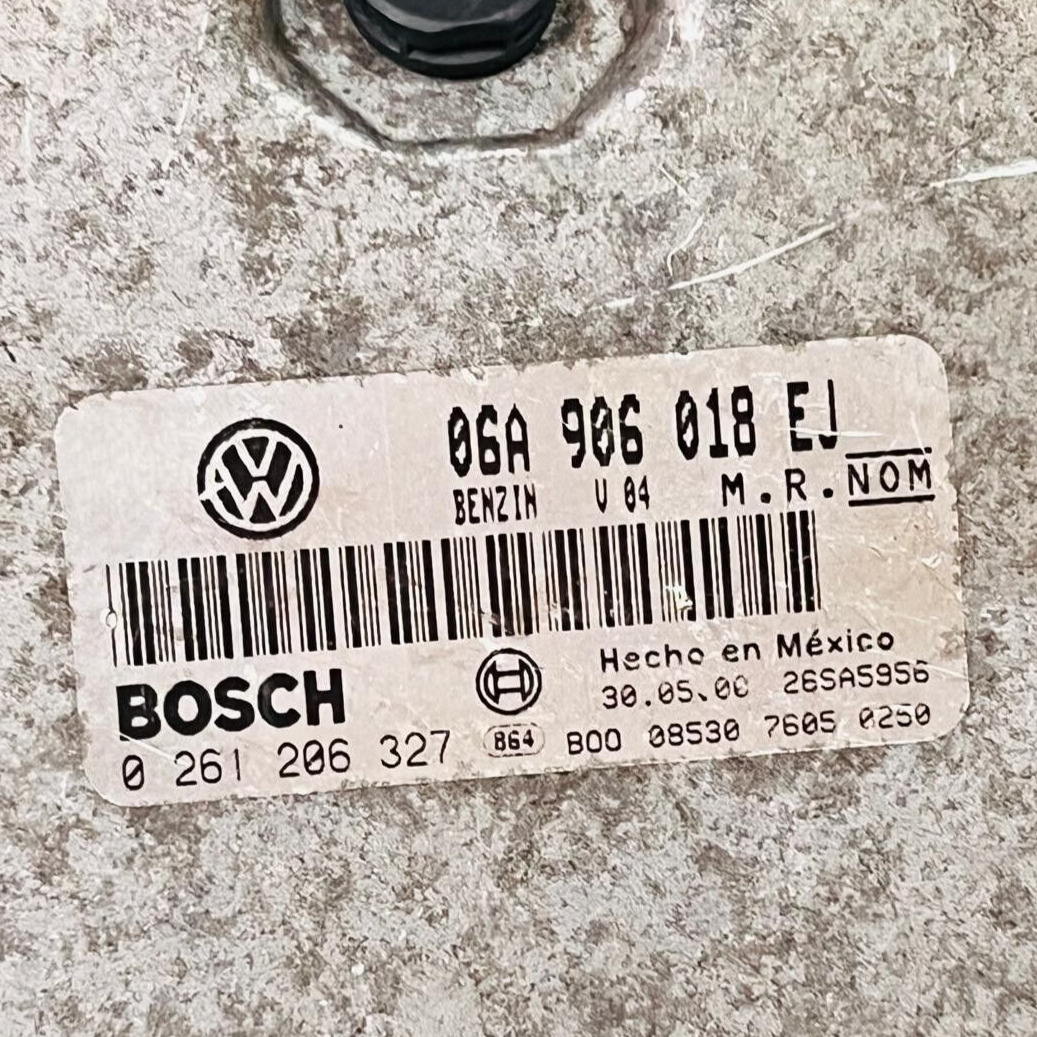 06A 906 018 EJ
BENZIN V 04 M.R. NOM
BOSCH
Hecho en México
30.05.00 26SA5956
0 261 206 327 864 B00 08530 7605 0250